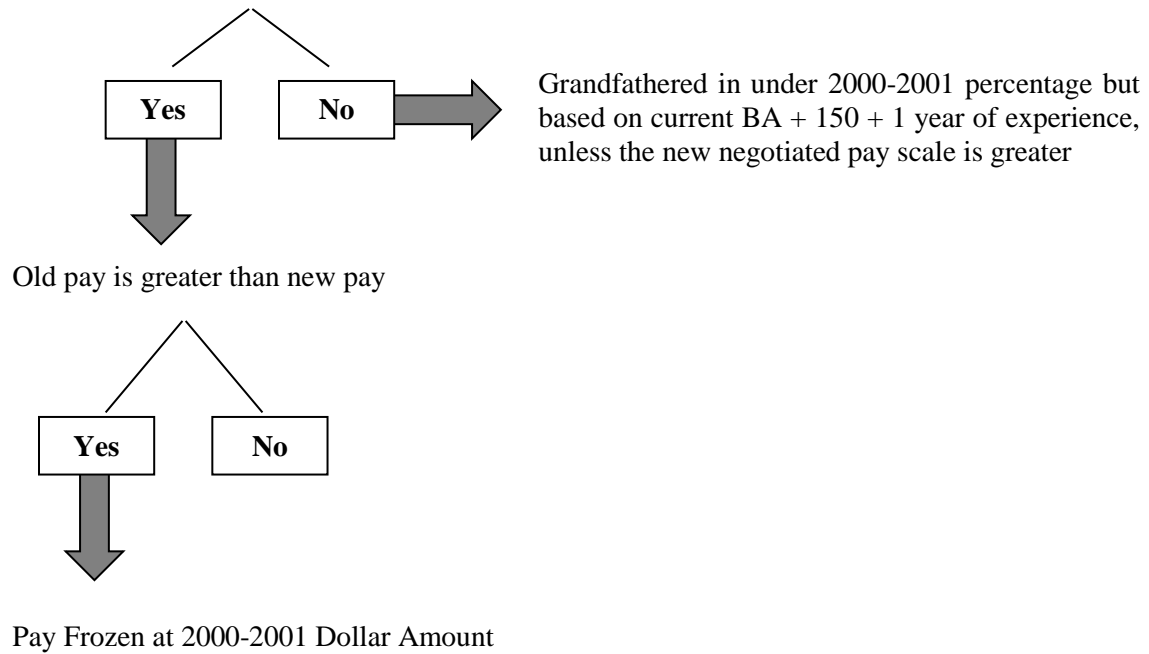 Yes
No
Grandfathered in under 2000-2001 percentage but
based on current BA + 150 + 1 year of experience,
unless the new negotiated pay scale is greater
Old pay is greater than new pay
Yes
No
Pay Frozen at 2000-2001 Dollar Amount